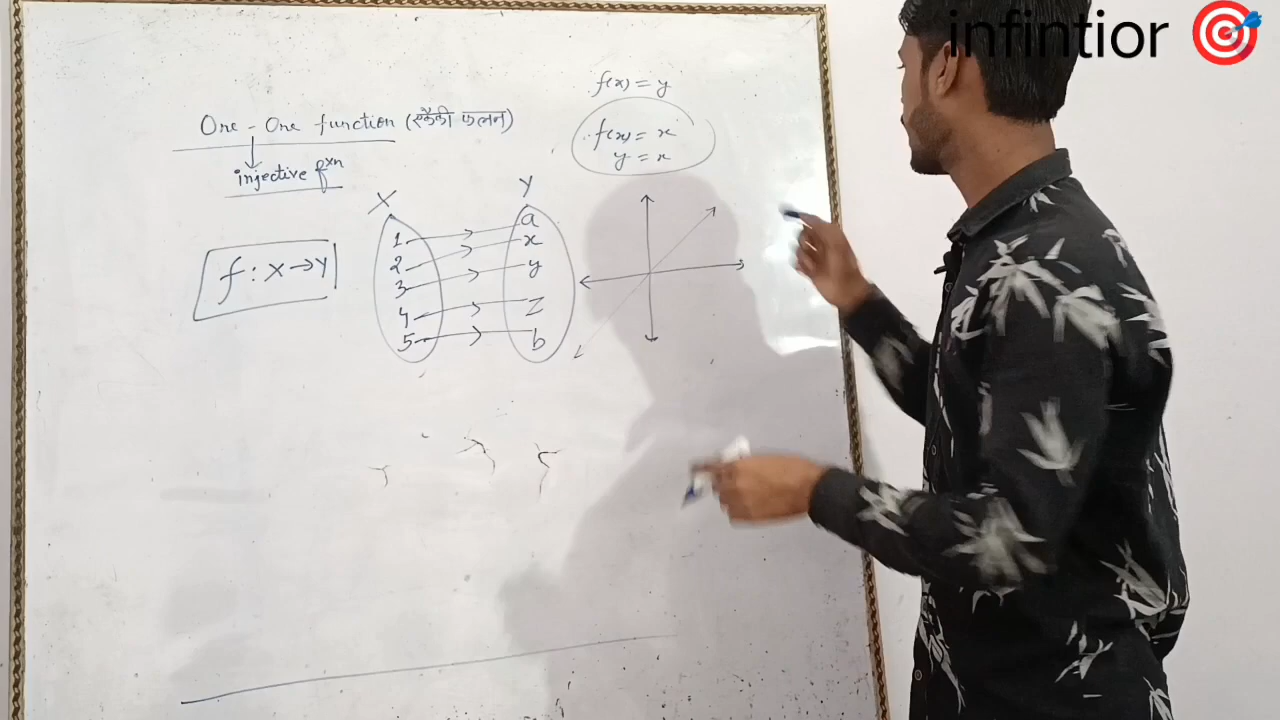 infintior
f(x) = y
One - One function (एकैकी फलन)
f(x) = x
y = x
injective fxn
X Y
f : X → Y
1 a
2 x
3 y
4 z
5 b